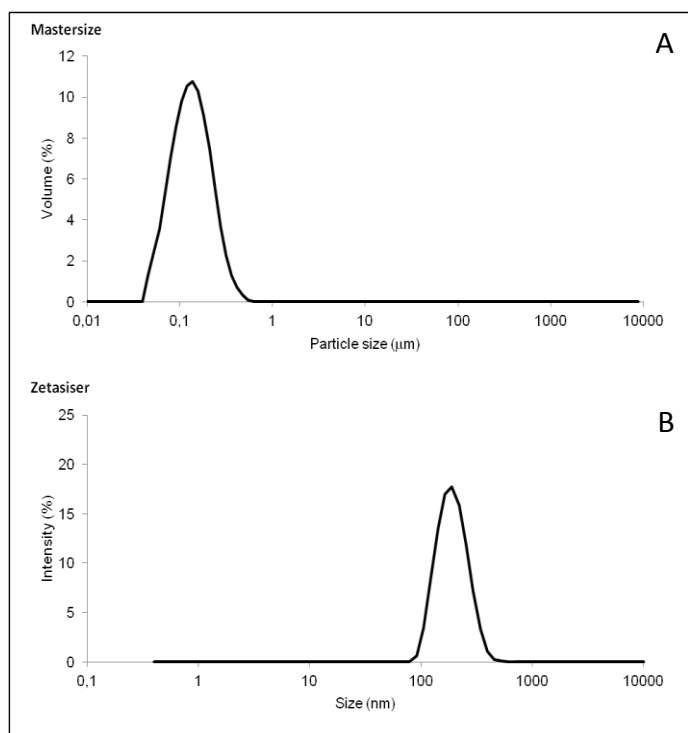 Mastersize
A
12
10
8
6
4
2
0
Volume (%)
0,01 0,1 1 10 100 1000 10000
Particle size (μm)
Zetasiser
B
25
20
15
10
5
0
Intensity (%)
0,1 1 10 100 1000 10000
Size (nm)